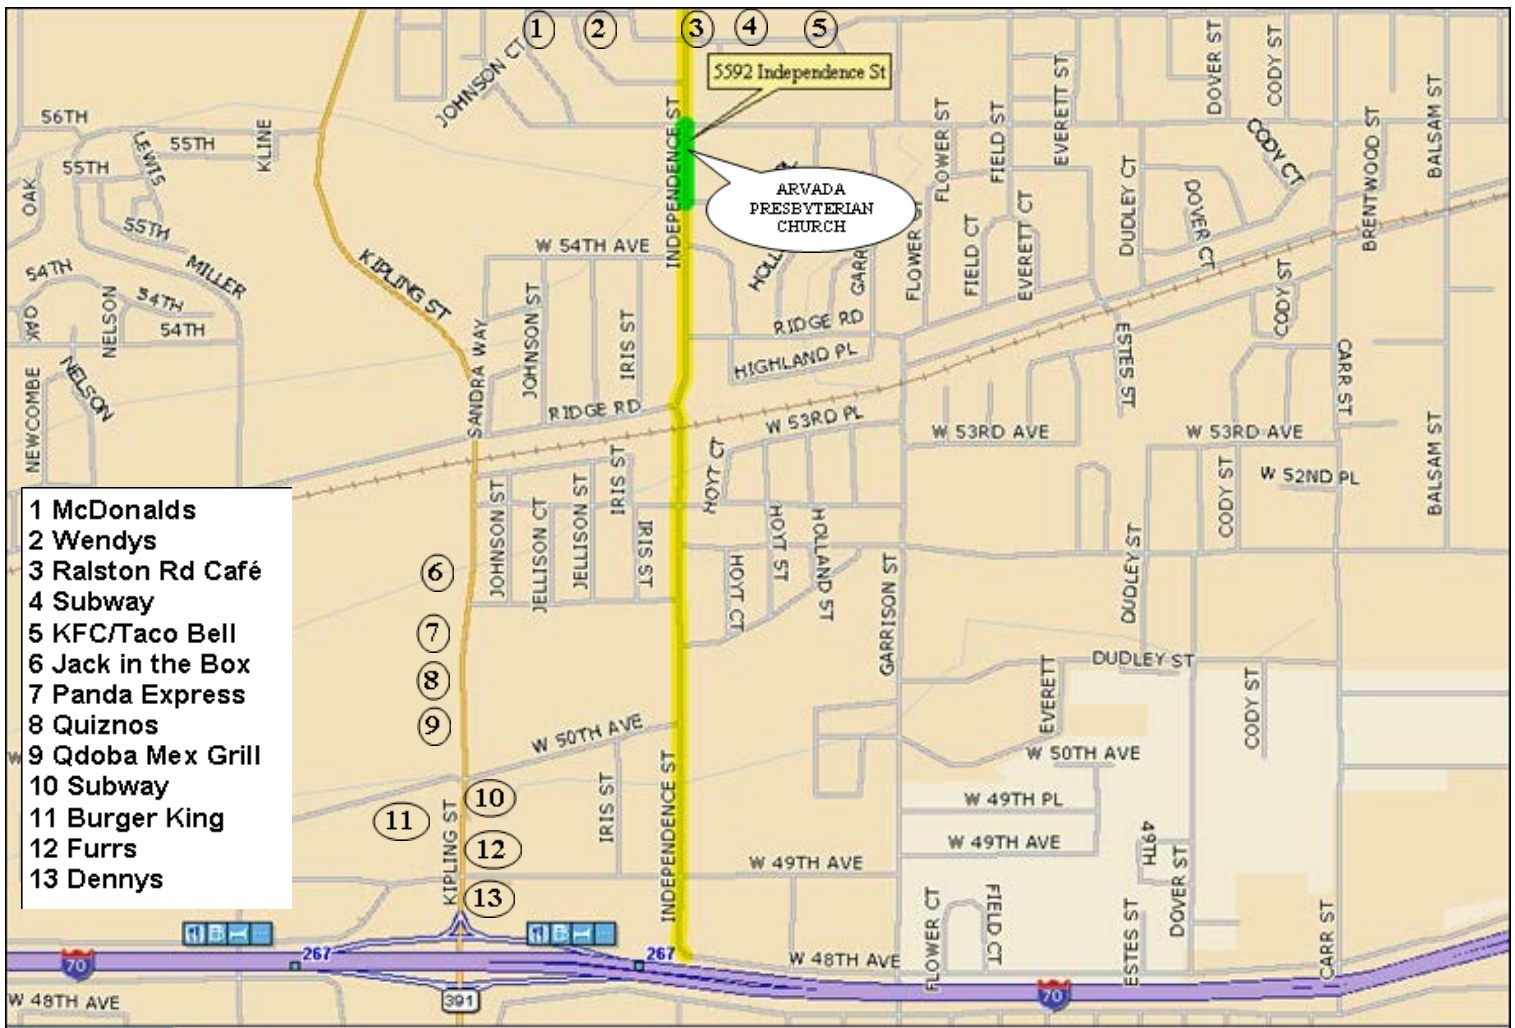 1
2
3
4
5
5592 Independence St
JOHNSON CT
DOVER ST
CODY ST
EVERETT ST
BALSAM ST
56TH
LEWIS
55TH
KLINE
55TH
INDEPENDENCE ST
INDEPENDENCE ST
FLOWER ST
FIELD ST
CODY CT
BRENTWOOD ST
OAK
ARVADA
PRESBYTERIAN
CHURCH
DUDLEY CT
DOVER CT
55TH
MILLER
KIPLING ST
W 54TH AVE
FIELD CT
EVERETT CT
54TH
54TH
54TH
OAK
NELSON
NELSON
NEWCOMBE
SANDRA WAY
JOHNSON ST
IRIS ST
RIDGE RD
HIGHLAND PL
CODY ST
ESTES ST
CARR ST
RIDGE RD
W 53RD PL
W 53RD AVE
W 53RD AVE
W 52ND PL
BALSAM ST
HOYT CT
IRIS ST
JOHNSON ST
JELLISON CT
JELLISON ST
IRIS ST
HOYT ST
HOLLAND ST
HOYT CT
GARRISON ST
CODY ST
DUDLEY ST
DUDLEY ST
1 McDonalds
2 Wendys
3 Ralston Rd Café
4 Subway
5 KFC/Taco Bell
6 Jack in the Box
7 Panda Express
8 Quiznos
9 Qdoba Mex Grill
10 Subway
11 Burger King
12 Furrs
13 Dennys
6
7
8
9
10
11
12
13
EVERETT
CODY ST
W 50TH AVE
W 50TH AVE
W 49TH PL
W 49TH AVE
W 49TH AVE
49TH
DOVER ST
KIPLING ST
IRIS ST
INDEPENDENCE ST
FLOWER CT
FIELD CT
ESTES ST
CARR ST
267
267
70
70
W 48TH AVE
W 48TH AVE
391